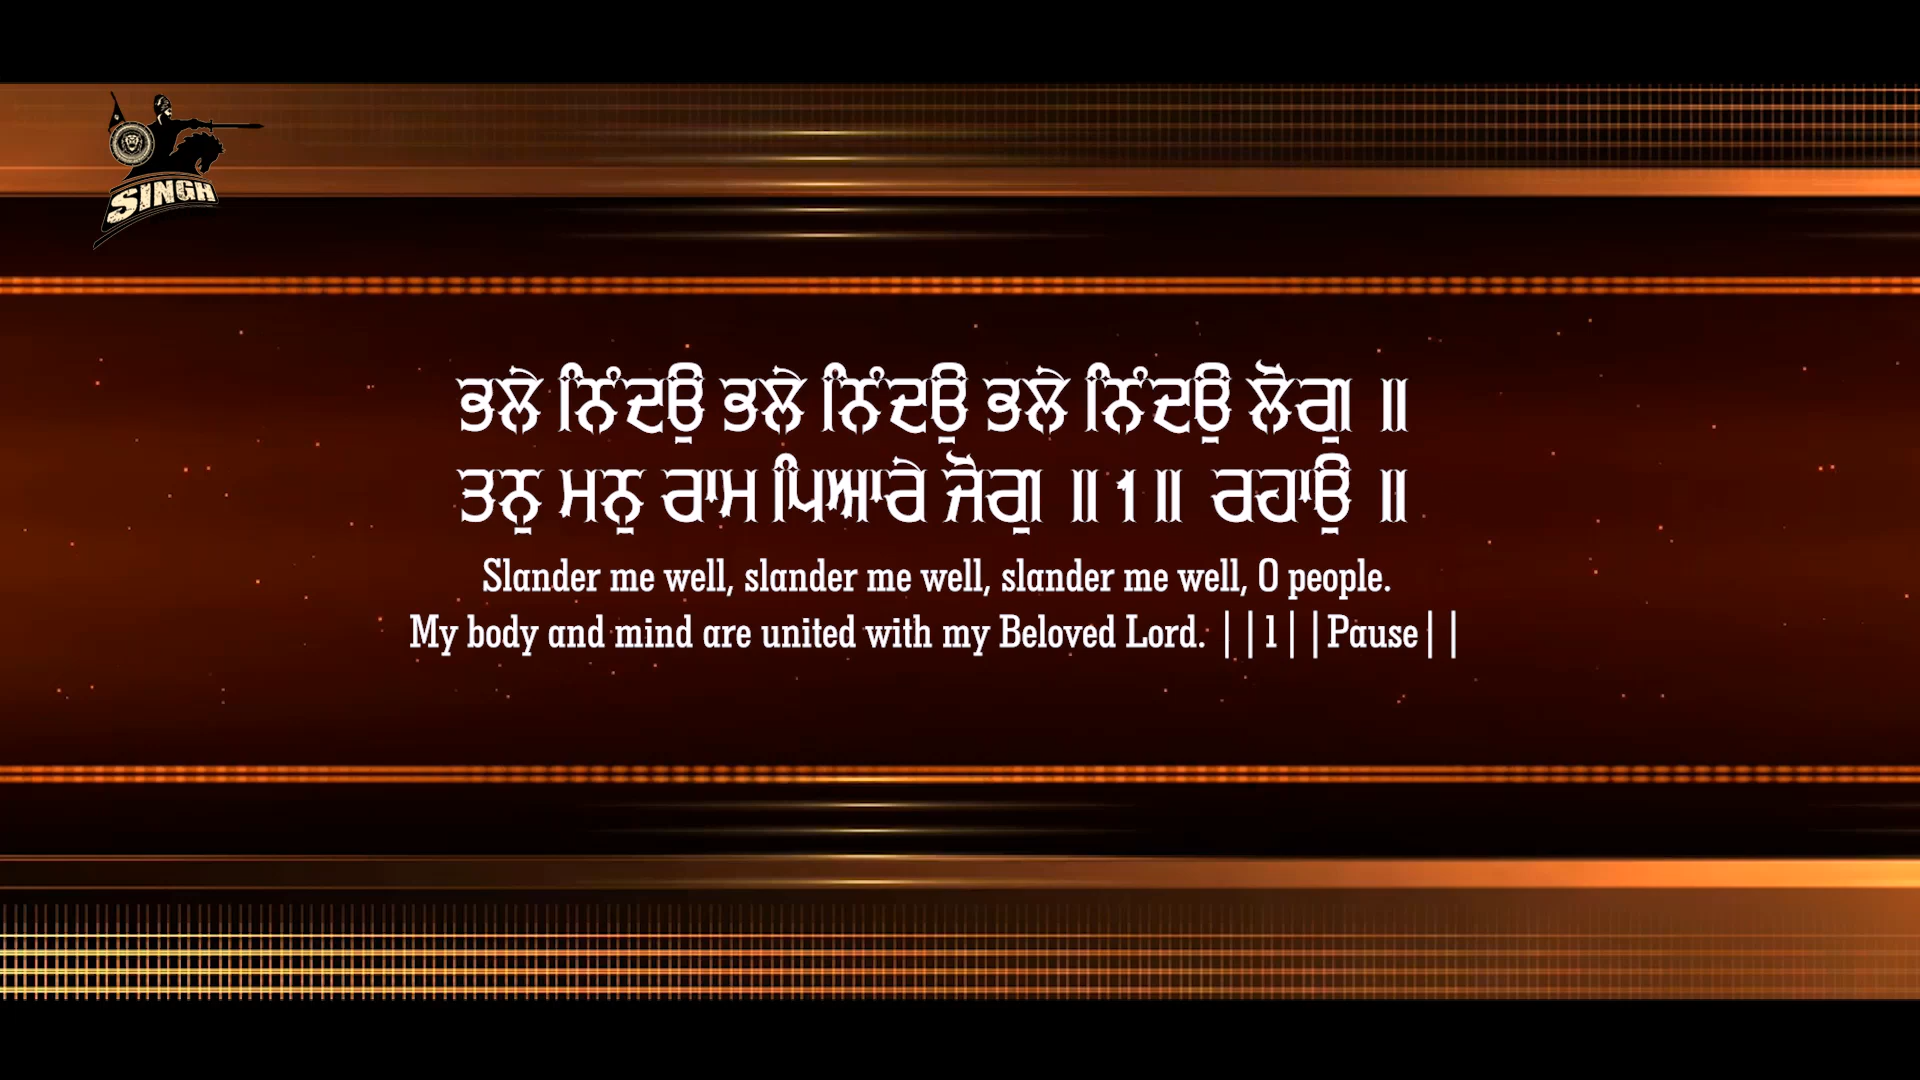 SINGH
ਭਲੇ ਨਿੰਦਉ ਭਲੇ ਨਿੰਦਉ ਭਲੇ ਨਿੰਦਉ ਲੋਗੁ ॥
ਤਨੁ ਮਨੁ ਰਾਮ ਪਿਆਰੇ ਜੋਗੁ ॥1॥ ਰਹਾਉ ॥
Slander me well, slander me well, slander me well, O people.
My body and mind are united with my Beloved Lord. ||1||Pause||